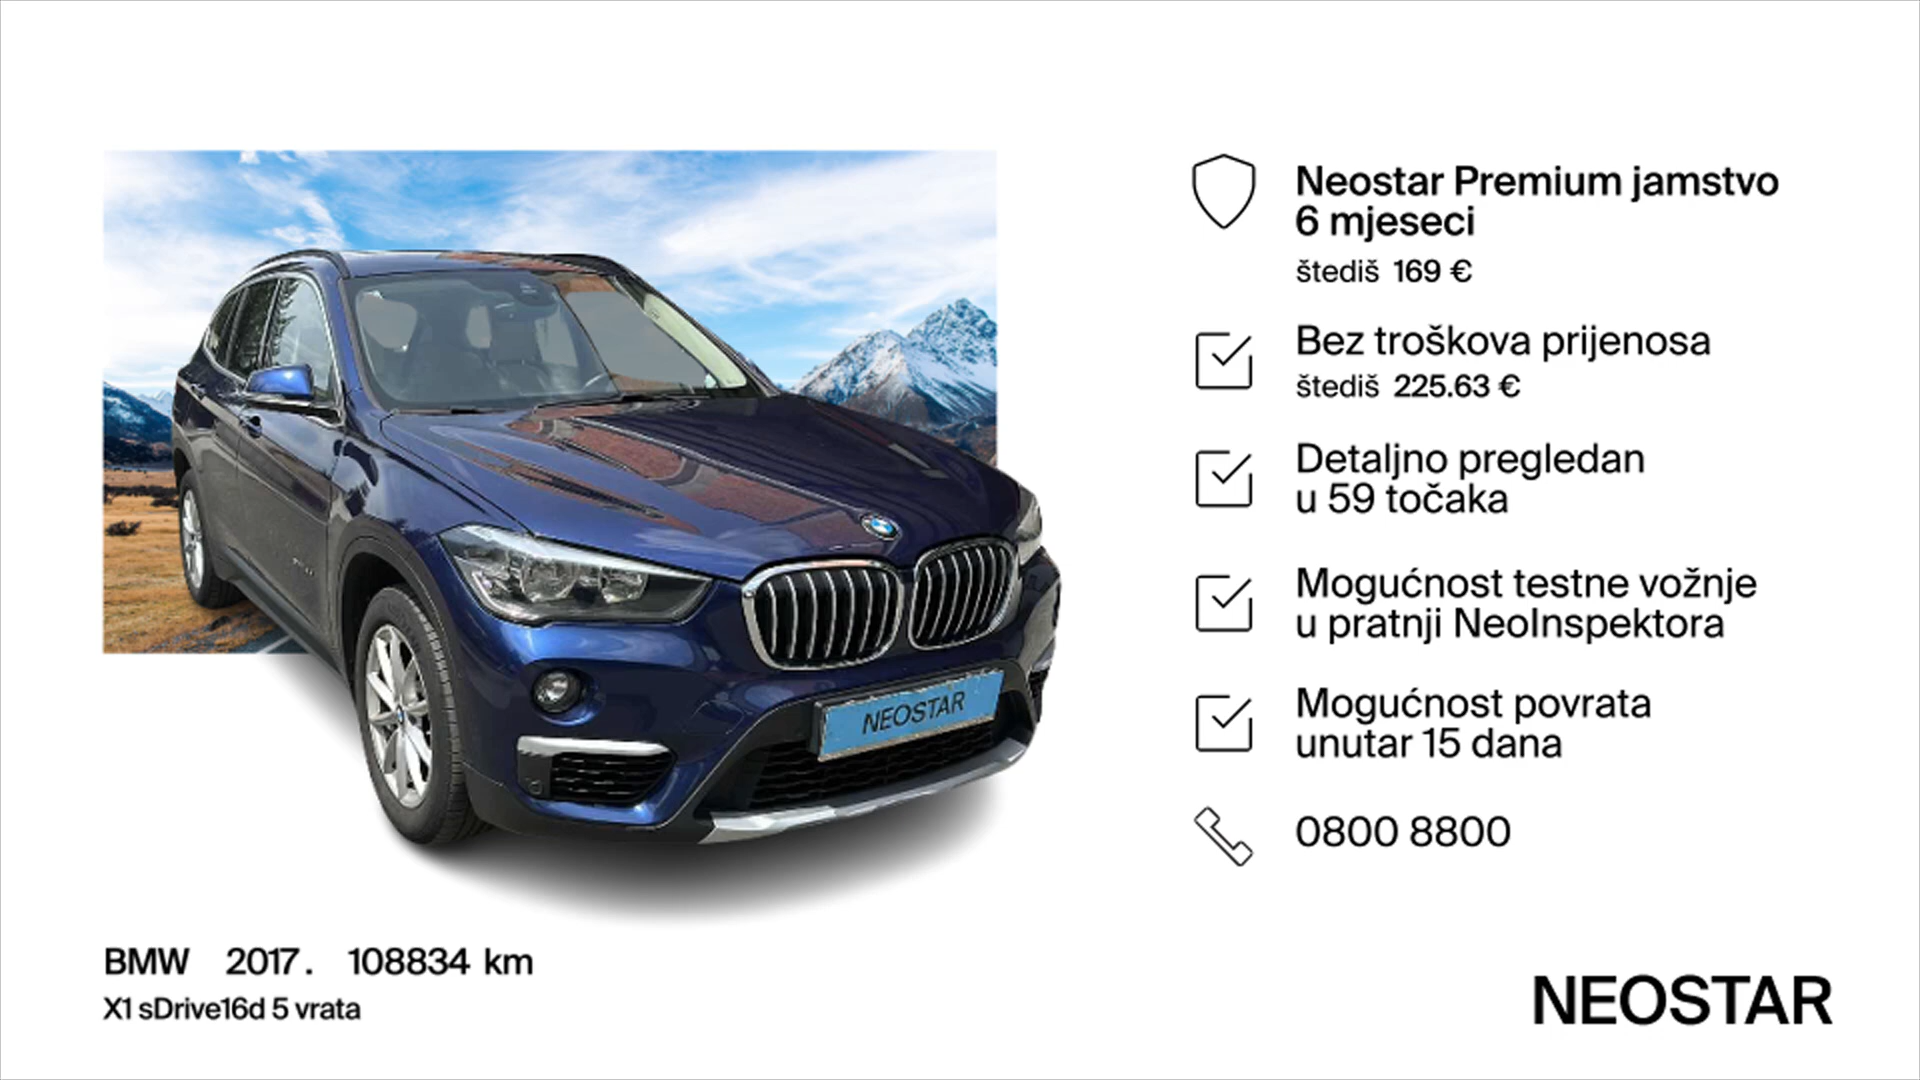 Neostar Premium jamstvo
6 mjeseci
štediš 169 €
Bez troškova prijenosa
štediš 225.63 €
Detaljno pregledan
u 59 točaka
Mogućnost testne vožnje
u pratnji NeoInspektora
Mogućnost povrata
unutar 15 dana
0800 8800
NEOSTAR
BMW 2017. 108834 km
X1 sDrive16d 5 vrata
NEOSTAR